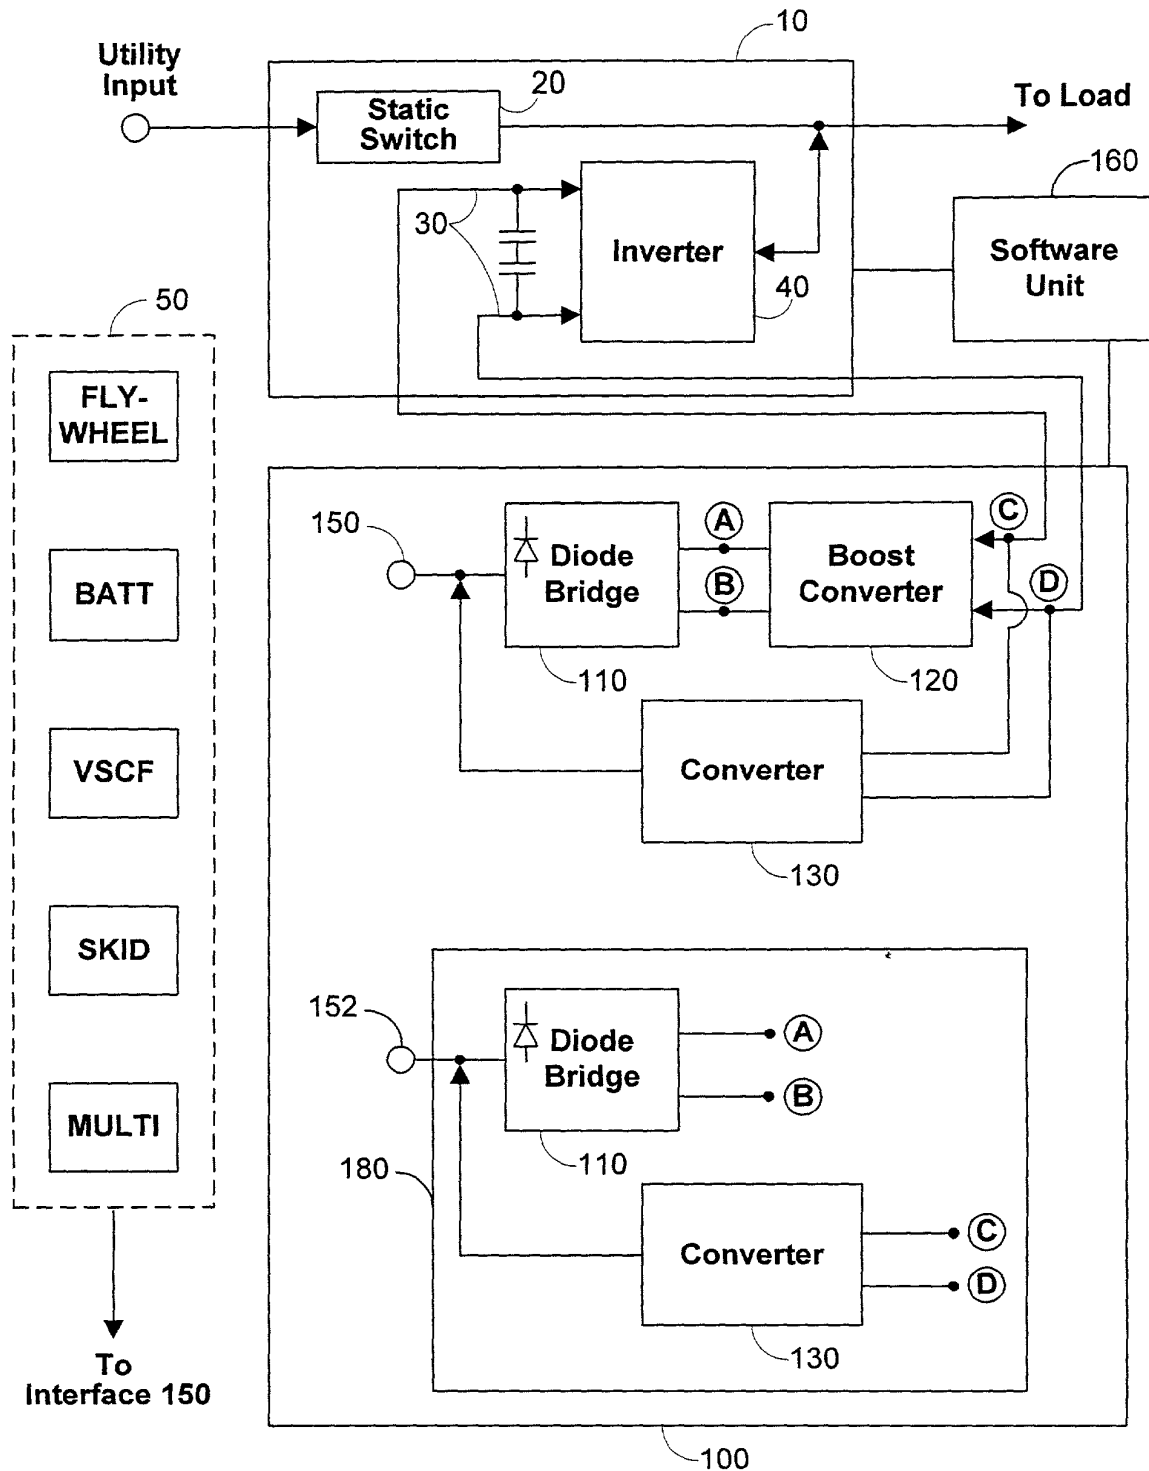 10
Utility
Input
20
Static
Switch
To Load
160
30
Inverter
40
Software
Unit
50
FLY-
WHEEL
150
A
C
Diode
Bridge
Boost
Converter
B
D
BATT
110
120
VSCF
Converter
130
SKID
152
Diode
Bridge
A
B
MULTI
110
180
Converter
C
D
130
To
Interface 150
100